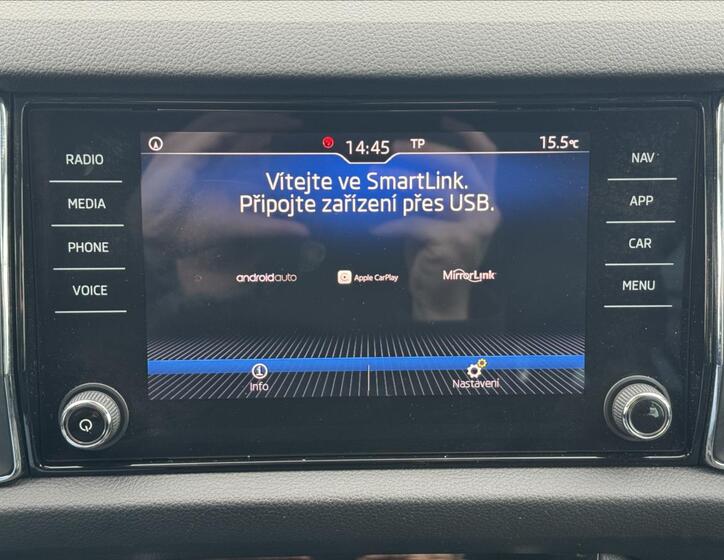 14:45 TP 15.5°C
Vítejte ve SmartLink.
Připojte zařízení přes USB.
androidauto Apple CarPlay MirrorLink
Info Nastavení
RADIO
MEDIA
PHONE
VOICE
NAV
APP
CAR
MENU